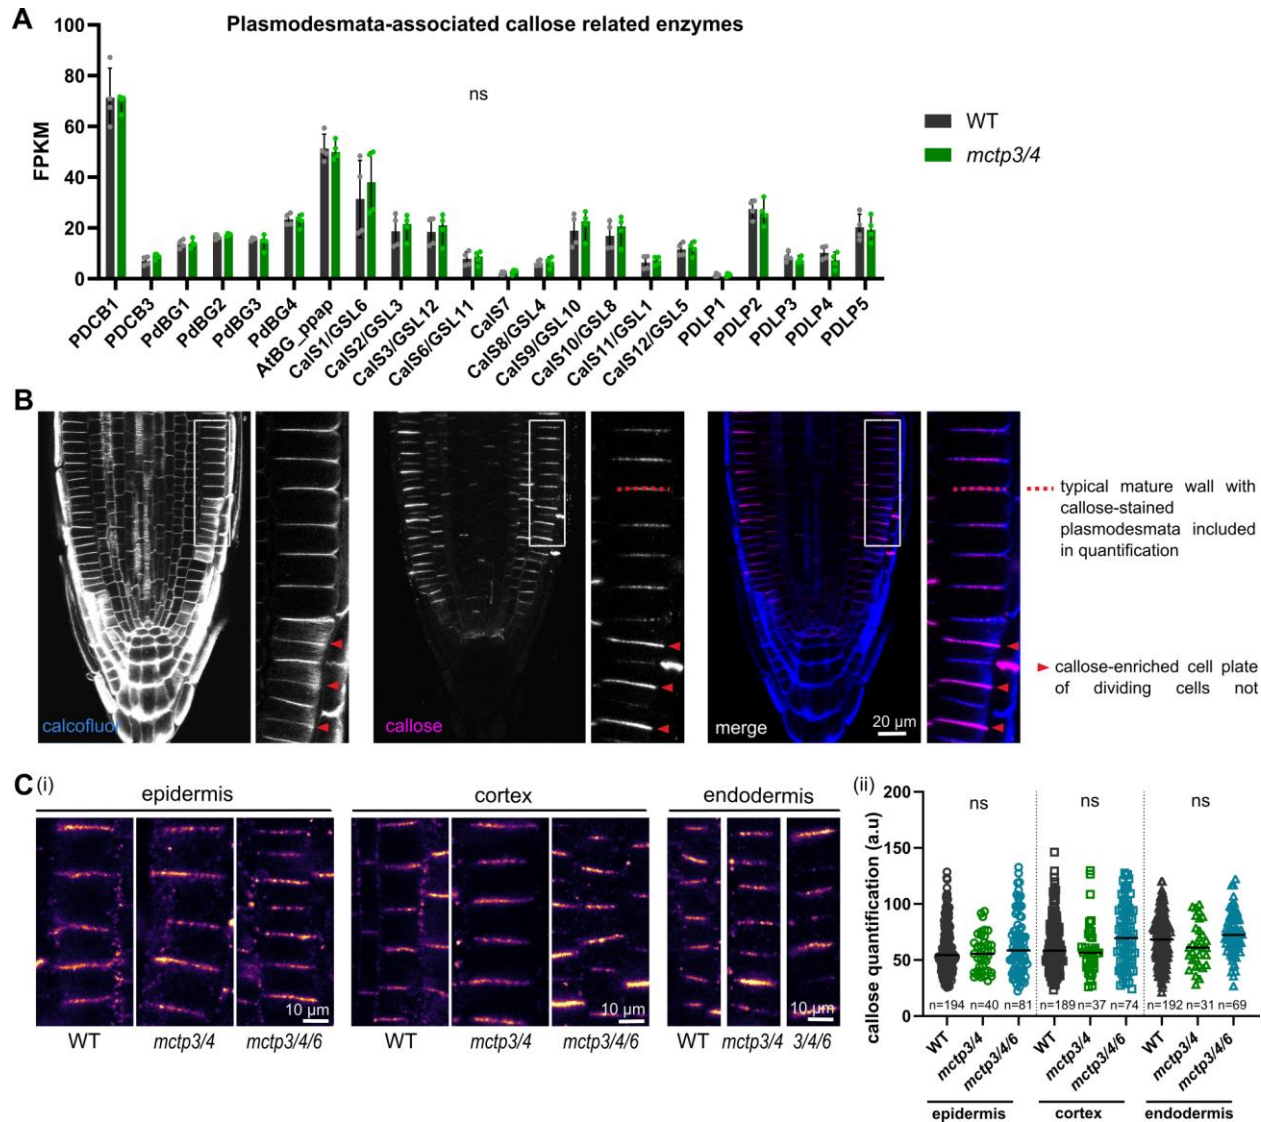 A
Plasmodesmata-associated callose related enzymes
100
80
60
40
20
0
FPKM
ns
WT
mctp3/4
PDCB1
PDCB3
PdBG1
PdBG2
PdBG3
PdBG4
AtBG_ppap
CalS1/GSL6
CalS2/GSL3
CalS3/GSL12
CalS6/GSL11
CalS7
CalS8/GSL4
CalS9/GSL10
CalS10/GSL8
CalS11/GSL1
CalS12/GSL5
PDLP1
PDLP2
PDLP3
PDLP4
PDLP5
B
calcofluor
callose
merge
20 µm
typical mature wall with
callose-stained
plasmodesmata included
in quantification
callose-enriched cell plate
of dividing cells not
C
(i)
epidermis
cortex
endodermis
10 µm
10 µm
10 µm
WT
mctp3/4
mctp3/4/6
WT
mctp3/4
mctp3/4/6
WT
mctp3/4
3/4/6
(ii)
callose quantification (a.u)
200
150
100
50
0
ns
ns
ns
n=194
n=40
n=81
n=189
n=37
n=74
n=192
n=31
n=69
WT
mctp3/4
mctp3/4/6
WT
mctp3/4
mctp3/4/6
WT
mctp3/4
mctp3/4/6
epidermis
cortex
endodermis